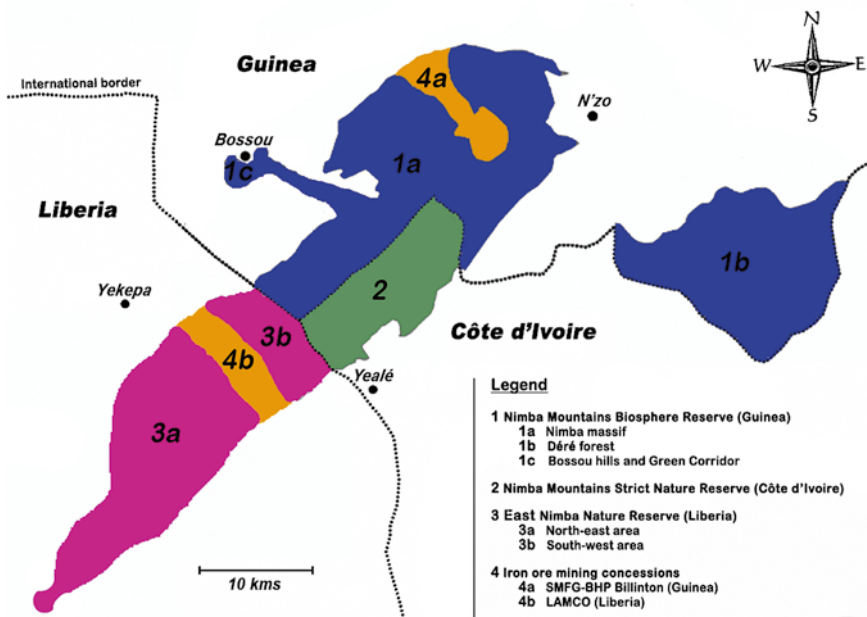 N
W
E
S
Guinea
4a
N'zo
International border
Bossou
1c
1a
Liberia
1b
2
Yekepa
3b
Côte d'Ivoire
4b
Yealé
3a
10 kms
Legend
1 Nimba Mountains Biosphere Reserve (Guinea)
1a Nimba massif
1b Déré forest
1c Bossou hills and Green Corridor
2 Nimba Mountains Strict Nature Reserve (Côte d'Ivoire)
3 East Nimba Nature Reserve (Liberia)
3a North-east area
3b South-west area
4 Iron ore mining concessions
4a SMFG-BHP Billinton (Guinea)
4b LAMCO (Liberia)